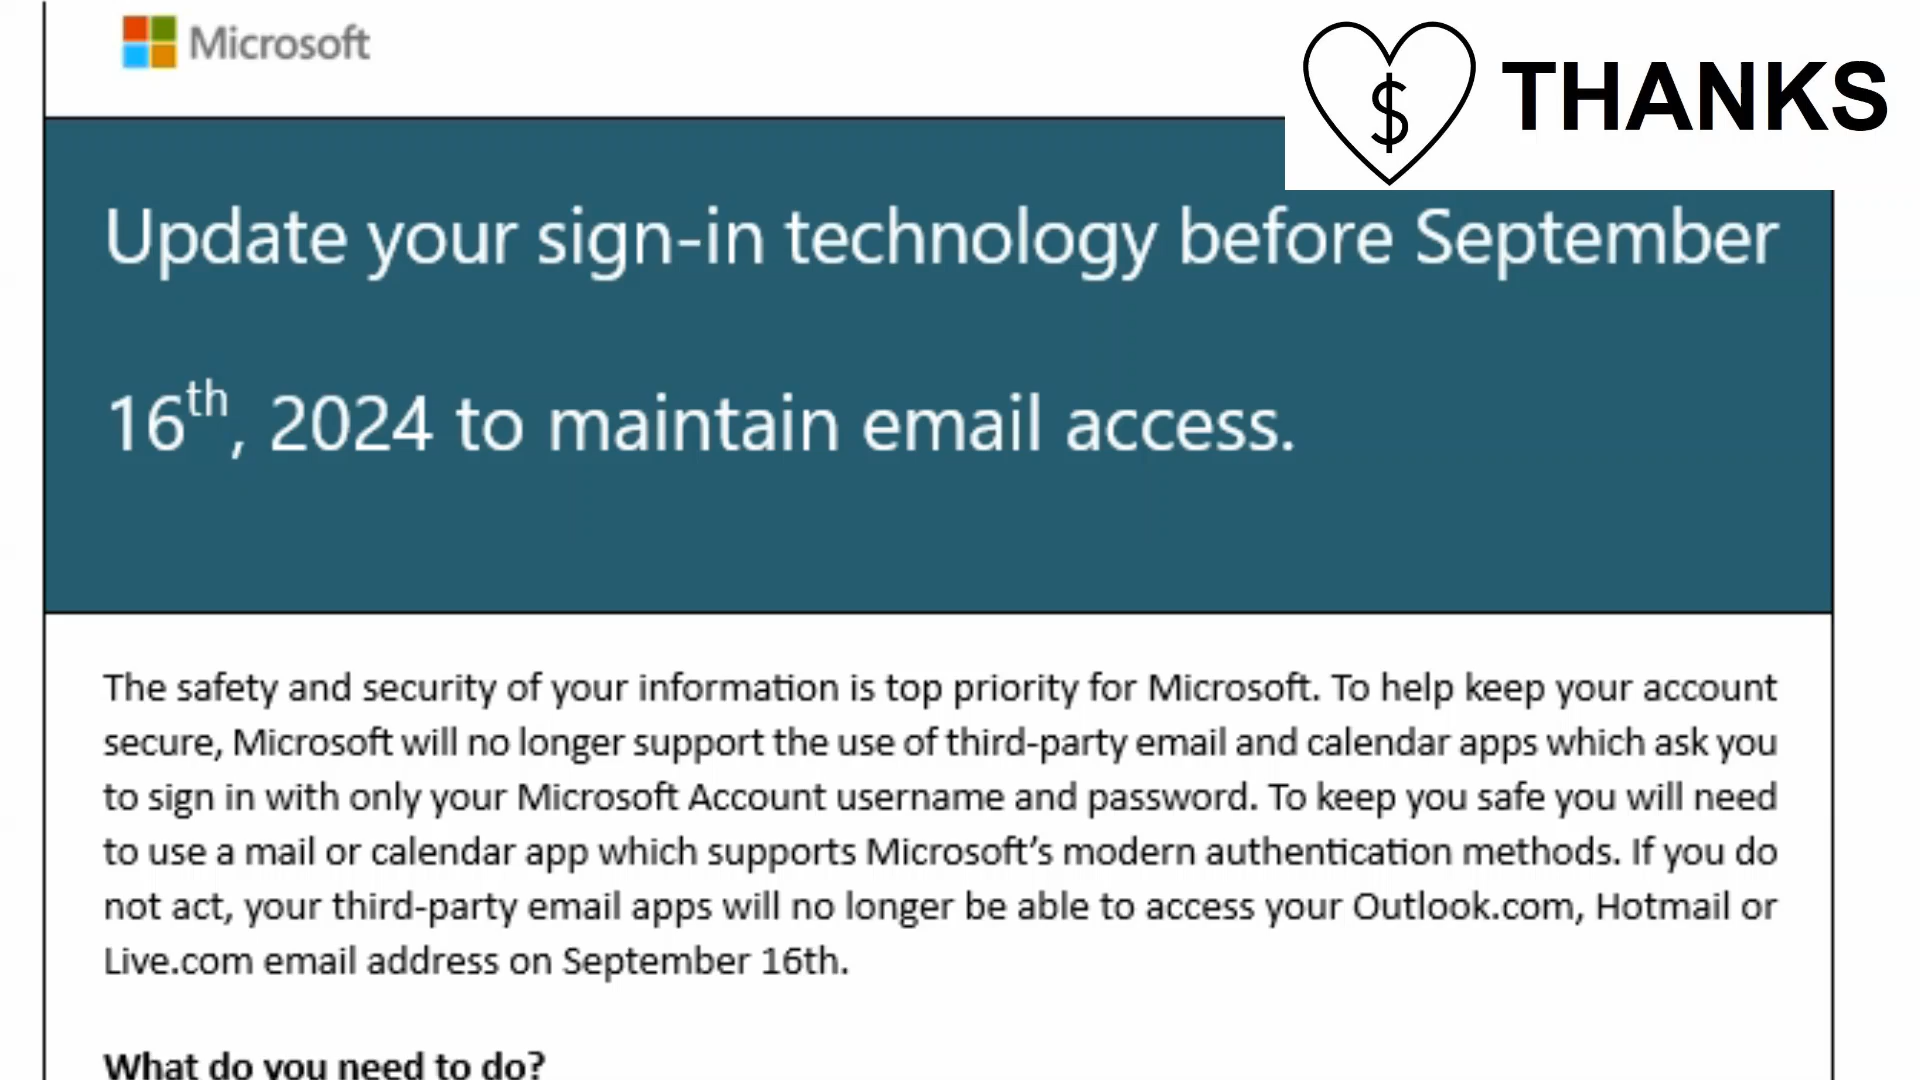 Microsoft
$ THANKS
Update your sign-in technology before September
16th, 2024 to maintain email access.
The safety and security of your information is top priority for Microsoft. To help keep your account
secure, Microsoft will no longer support the use of third-party email and calendar apps which ask you
to sign in with only your Microsoft Account username and password. To keep you safe you will need
to use a mail or calendar app which supports Microsoft’s modern authentication methods. If you do
not act, your third-party email apps will no longer be able to access your Outlook.com, Hotmail or
Live.com email address on September 16th.
What do you need to do?